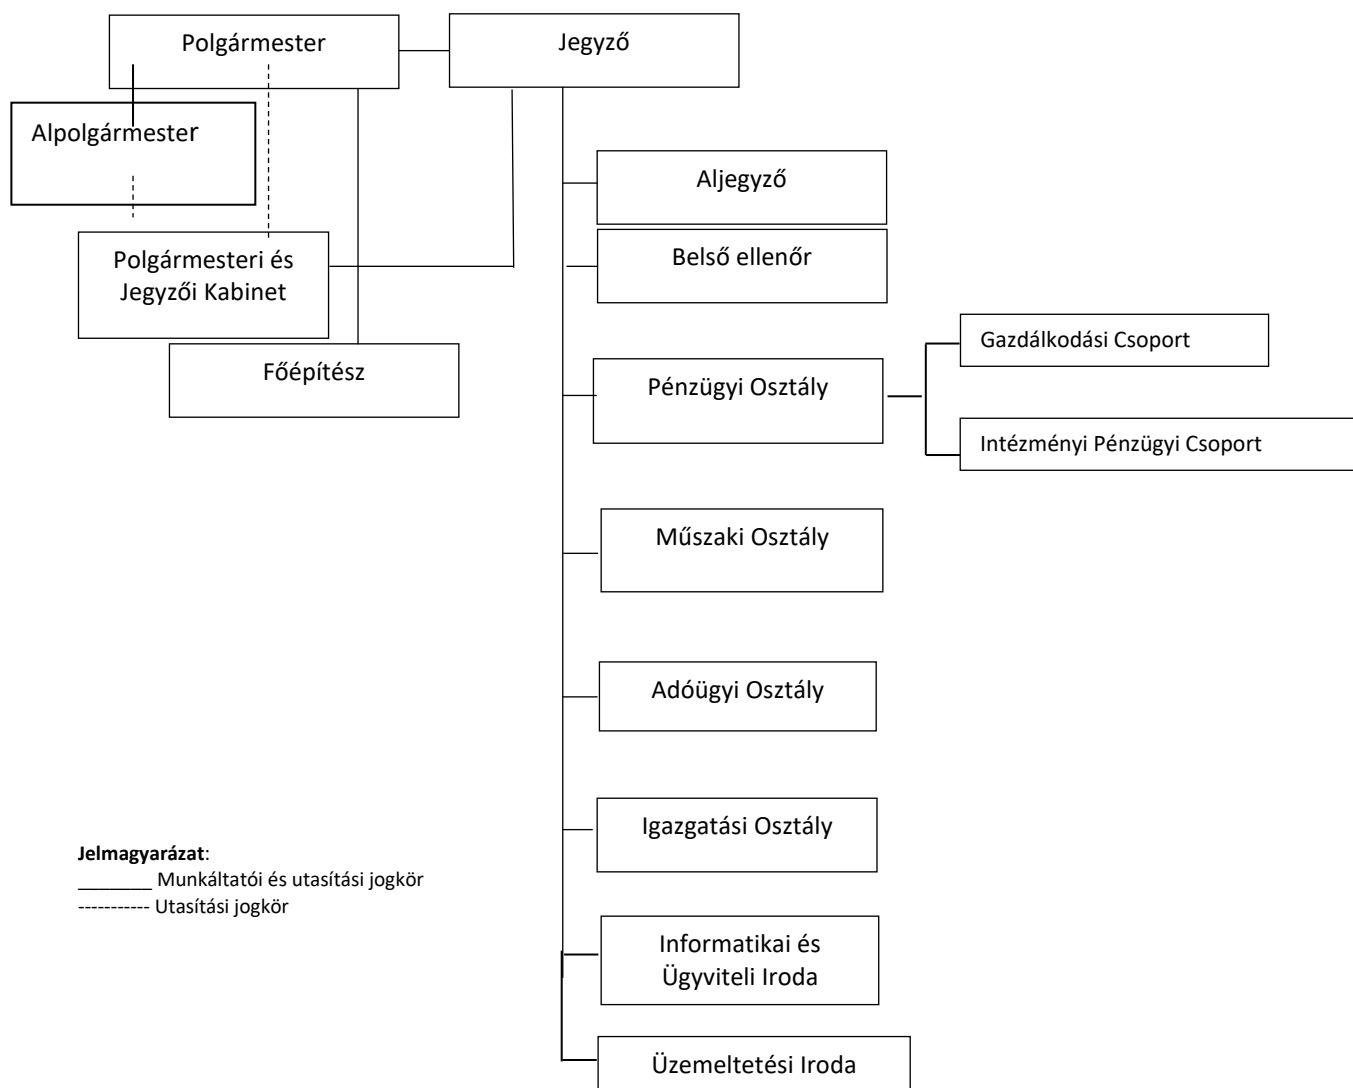 Polgármester
Jegyző
Alpolgármester
Aljegyző
Polgármesteri és
Jegyzői Kabinet
Belső ellenőr
Főépítész
Pénzügyi Osztály
Gazdálkodási Csoport
Intézményi Pénzügyi Csoport
Műszaki Osztály
Adóügyi Osztály
Igazgatási Osztály
Jelmagyarázat:
_______ Munkáltatói és utasítási jogkör
----------- Utasítási jogkör
Informatikai és
Ügyviteli Iroda
Üzemeltetési Iroda